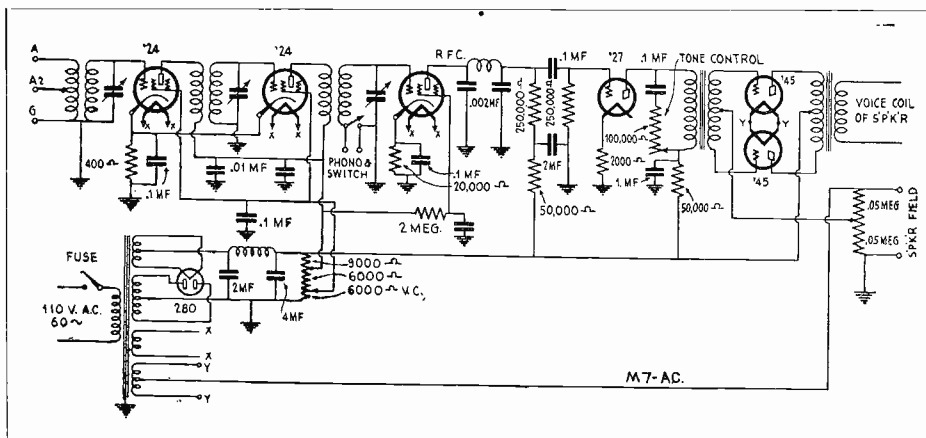 A
A2
G
'24
'24
R.F.C.
.1 MF
'27
.1 MF
TONE CONTROL
'45
VOICE COIL
OF SP'K'R
400 Ω
.1 MF
X X
.01 MF
X
PHONO &
SWITCH
X
.1 MF
20,000 Ω
.002MF
250,000 Ω
250,000 Ω
2MF
50,000 Ω
100,000 Ω
2000 Ω
1. MF
50,000 Ω
Y Y
'45
.1 MF
2 MEG.
.05 MEG
.05 MEG
SPKR FIELD
FUSE
110 V. A.C.
60 ~
280
2MF
4MF
9000 Ω
6000 Ω
6000 Ω V.C.
X
X
Y
Y
M7-AC.